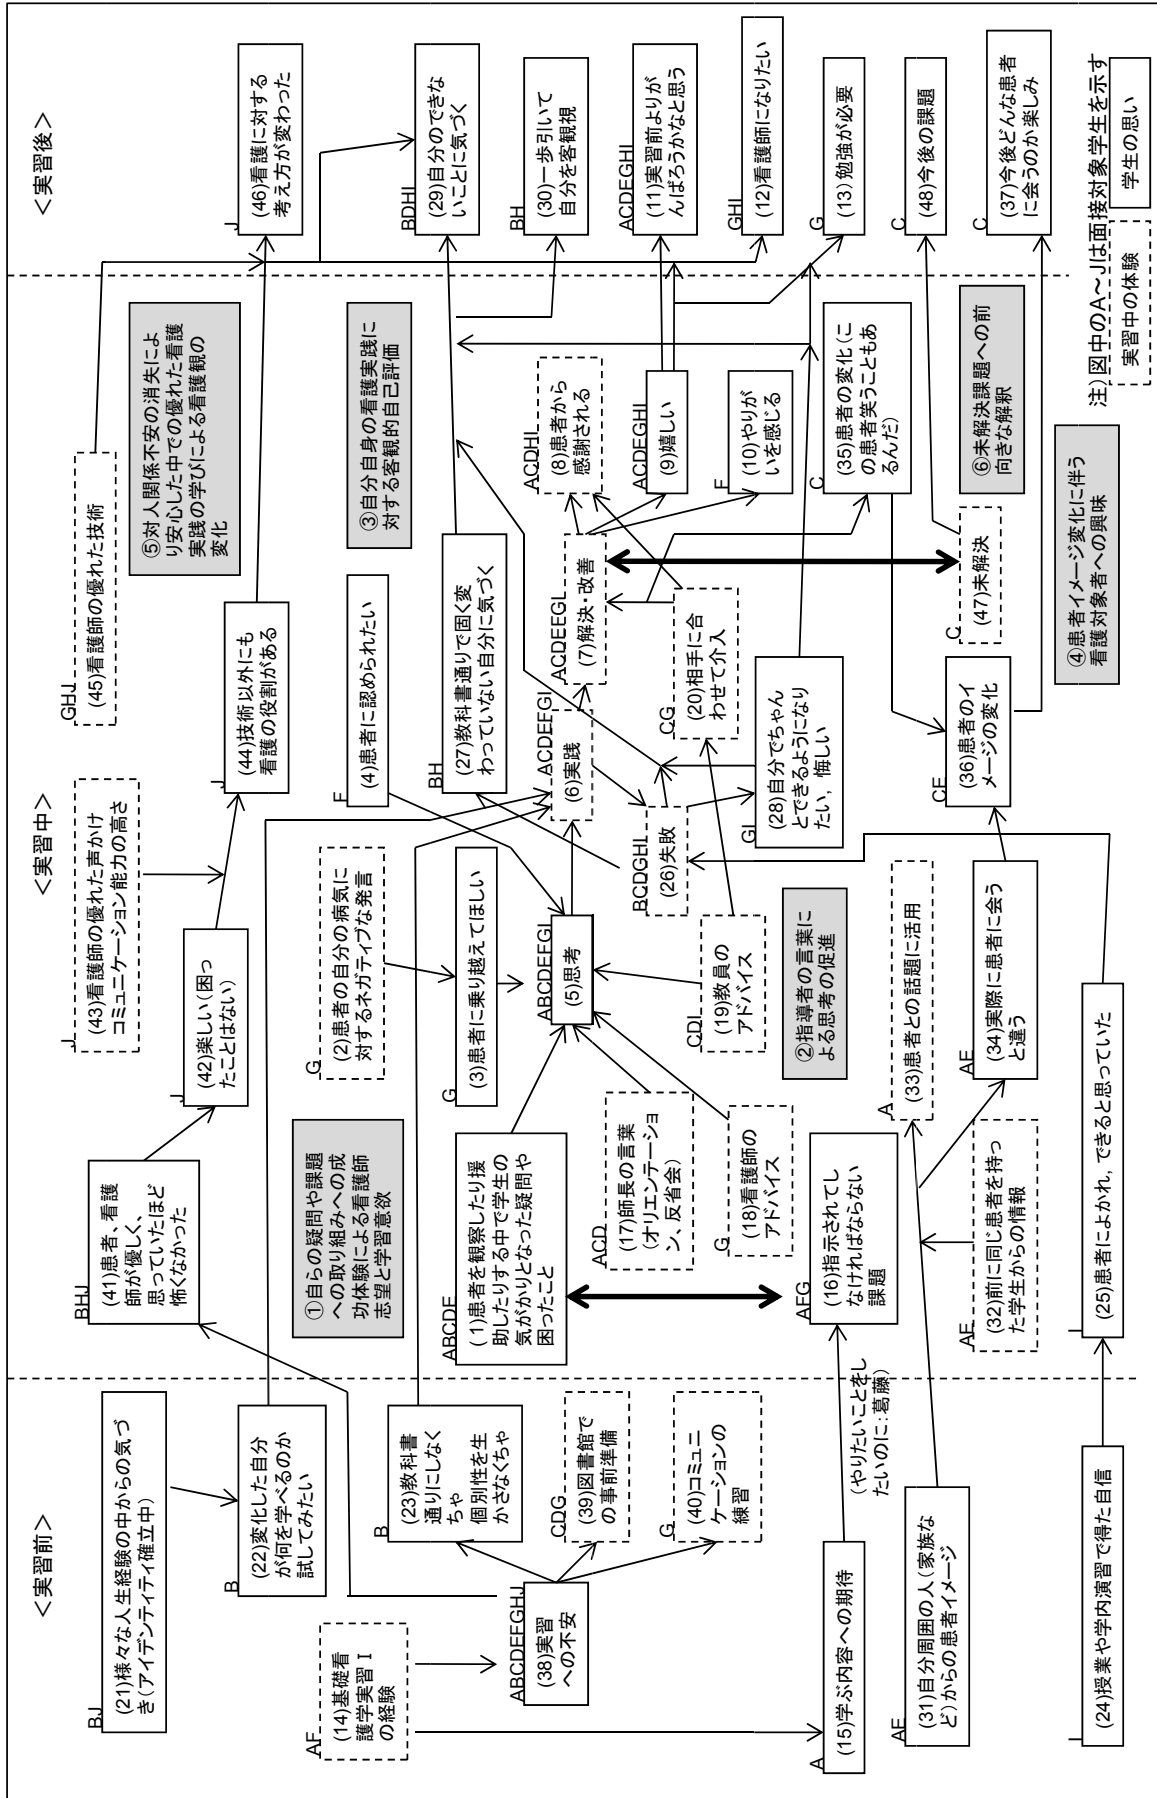 <実習前>
<実習中>
<実習後>
BJ
(21)様々な人生経験の中からの気づ
き(アイデンティティ確立中)
B
(22)変化した自分
が何を学べるのか
試してみたい
AF
(14)基礎看
護学実習Ⅰ
の経験
B
(23)教科書
通りにしなく
ちゃ
個別性を生
かさなくちゃ
ABCDEFGHJ
(38)実習
への不安
CDG
(39)図書館で
の事前準備
G
(40)コミュニ
ケーションの
練習
A
(15)学ぶ内容への期待
(やりたいことをし
たいのに:葛藤)
AE
(31)自分周囲の人(家族な
ど)からの患者イメージ
I
(24)授業や学内演習で得た自信
BHJ
(41)患者、看護
師が優しく、
思っていたほど
怖くなかった
J
(42)楽しい(困っ
たことはない)
J
(43)看護師の優れた声かけ
コミュニケーション能力の高さ
J
(44)技術以外にも
看護の役割がある
GHJ
(45)看護師の優れた技術
①自らの疑問や課題
への取り組みへの成
功体験による看護師
志望と学習意欲
G
(2)患者の自分の病気に
対するネガティブな発言
G
(3)患者に乗り越えてほしい
F
(4)患者に認められたい
ABCDE
(1)患者を観察したり援
助したりする中で学生の
気がかりとなった疑問や
困ったこと
ABCDEEFGI
(5)思考
ACDEEGI
(6)実践
ACDEEGI
(7)解決・改善
ACD
(17)師長の言葉
(オリエンテーショ
ン、反省会)
G
(18)看護師の
アドバイス
CDI
(19)教員の
アドバイス
CG
(20)相手に合
わせて介入
AFG
(16)指示されてし
なければならない
課題
②指導者の言葉に
よる思考の促進
BCDGHI
(26)失敗
BH
(27)教科書通りで固く変
わっていない自分に気づく
GI
(28)自分でちゃん
とできるようになり
たい，悔しい
A
(33)患者との話題に活用
AE
(32)前に同じ患者を持っ
た学生からの情報
AE
(34)実際に患者に会う
と違う
CE
(36)患者のイ
メージの変化
I
(25)患者によかれ，できると思っていた
⑤対人関係不安の消失によ
り安心した中での優れた看護
実践の学びによる看護観の
変化
③自分自身の看護実践に
対する客観的自己評価
ACDHI
(8)患者から
感謝される
ACDEGHI
(9)嬉しい
F
(10)やりが
いを感じる
C
(35)患者の変化(こ
の患者笑うこともあ
るんだ)
C
(47)未解決
⑥未解決課題への前
向きな解釈
④患者イメージ変化に伴う
看護対象者への興味
J
(46)看護に対する
考え方が変わった
BDHI
(29)自分のできな
いことに気づく
BH
(30)一歩引いて
自分を客観視
ACDEGHI
(11)実習前よりが
んばろうかなと思う
GHI
(12)看護師になりたい
G
(13)勉強が必要
C
(48)今後の課題
C
(37)今後どんな患者
に会うのか楽しみ
注)図中のA～Jは面接対象学生を示す
実習中の体験
学生の思い